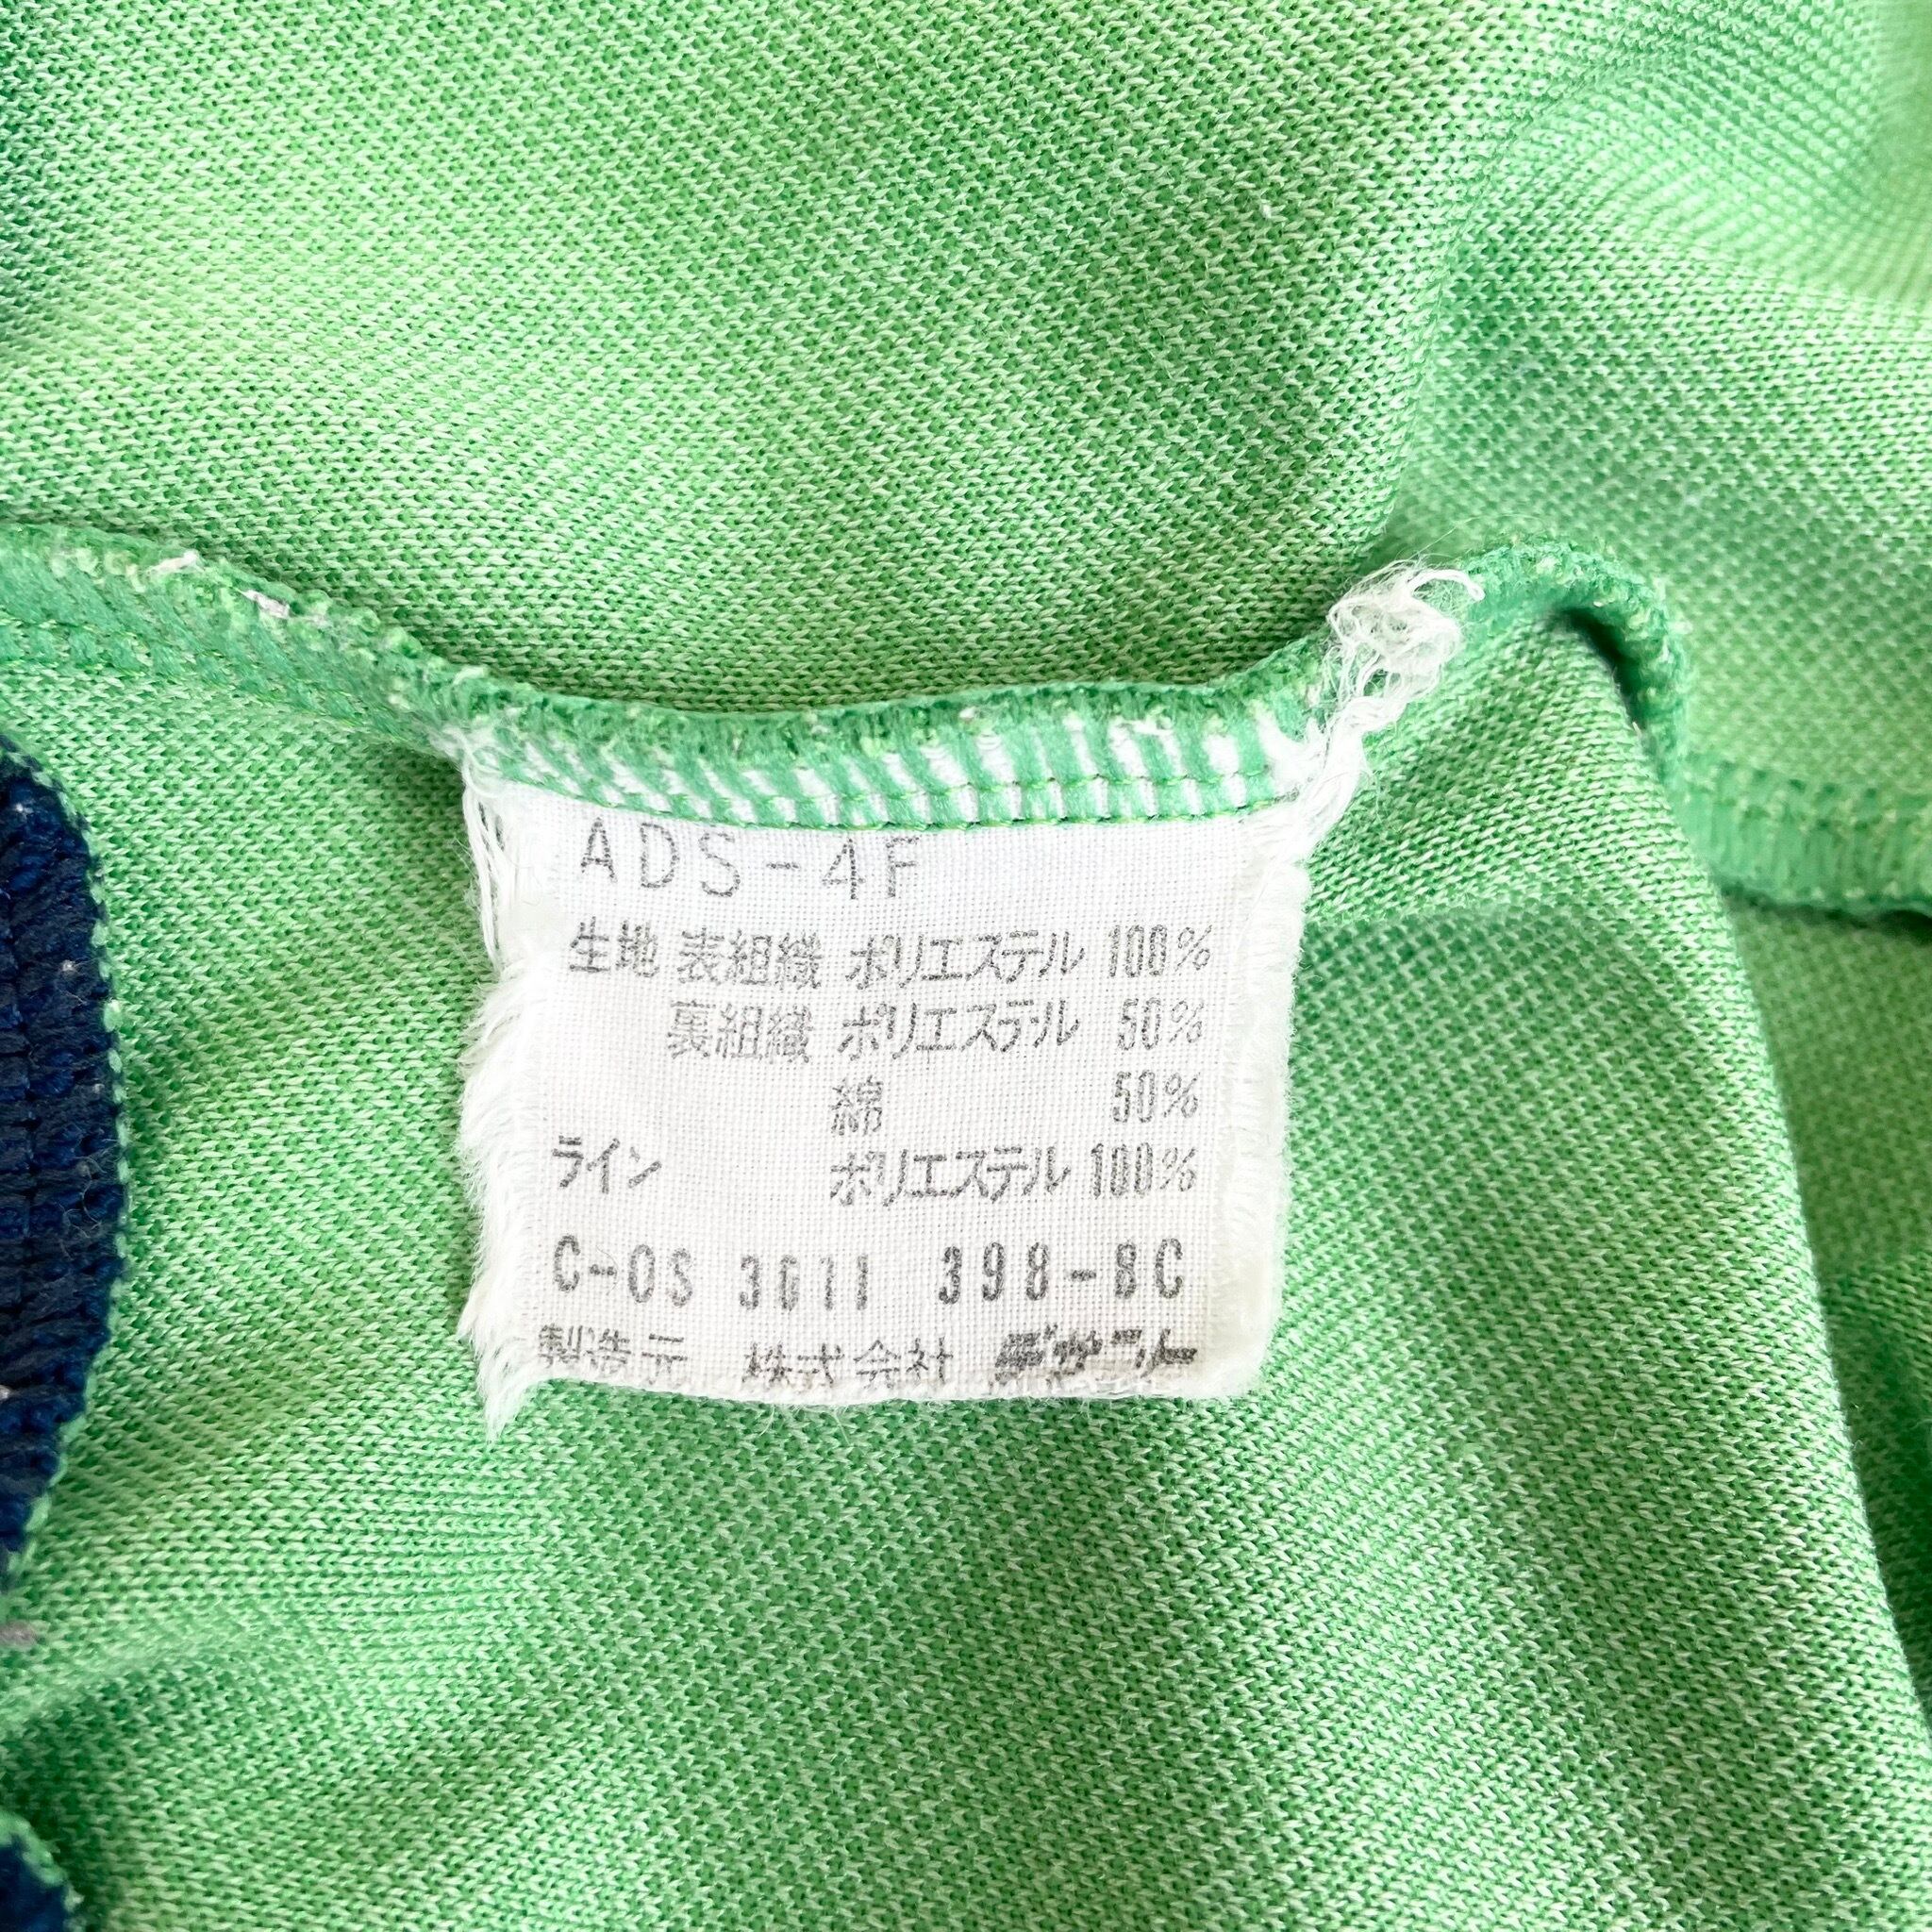 ADS-4F
生地 表組織 ポリエステル 100%
裏組織 ポリエステル 50%
綿 50%
ライン ポリエステル 100%
C-OS 3611 398-BC
製造元 株式会社 デサント